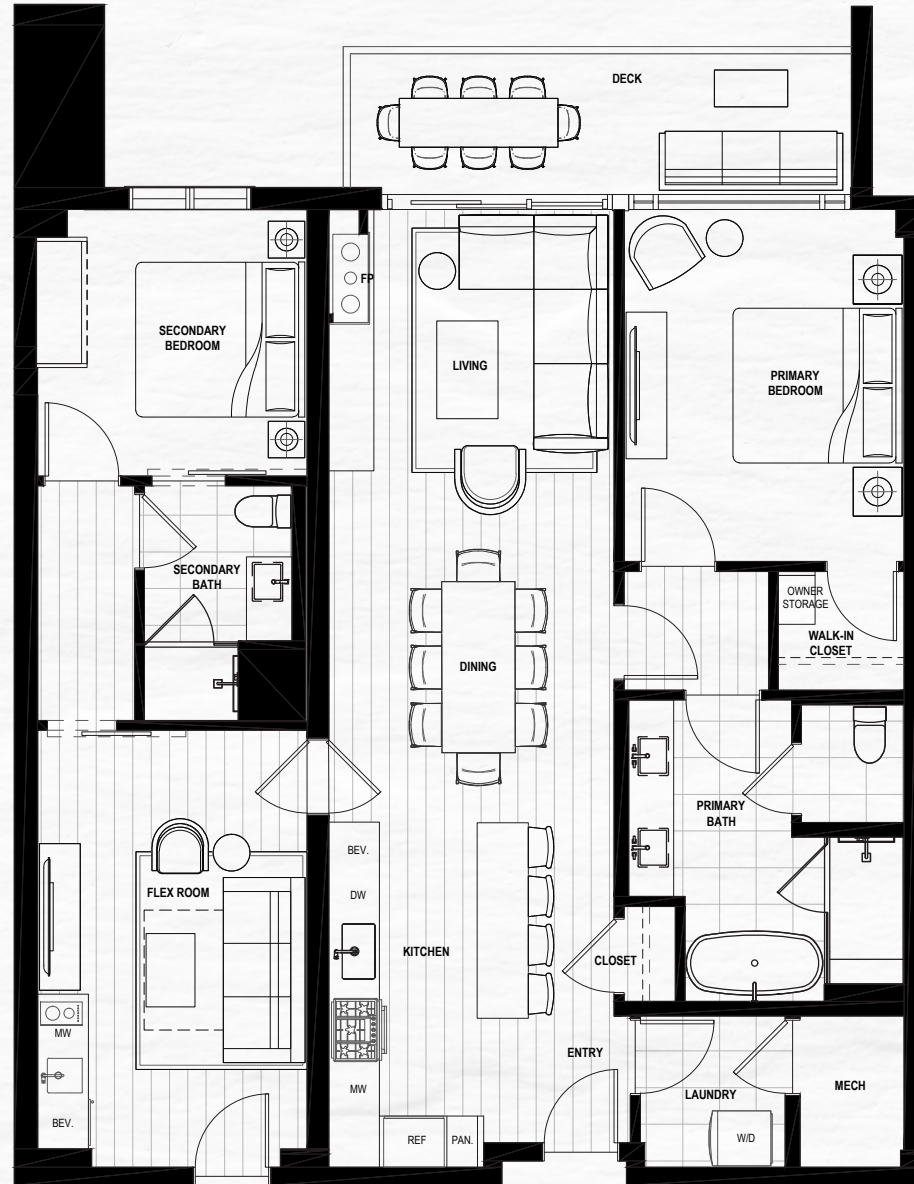 DECK
FP
SECONDARY
BEDROOM
LIVING
PRIMARY
BEDROOM
SECONDARY
BATH
OWNER
STORAGE
WALK-IN
CLOSET
DINING
PRIMARY
BATH
BEV.
DW
FLEX ROOM
KITCHEN
CLOSET
MW
BEV.
MW
ENTRY
LAUNDRY
MECH
REF
PAN.
W/D